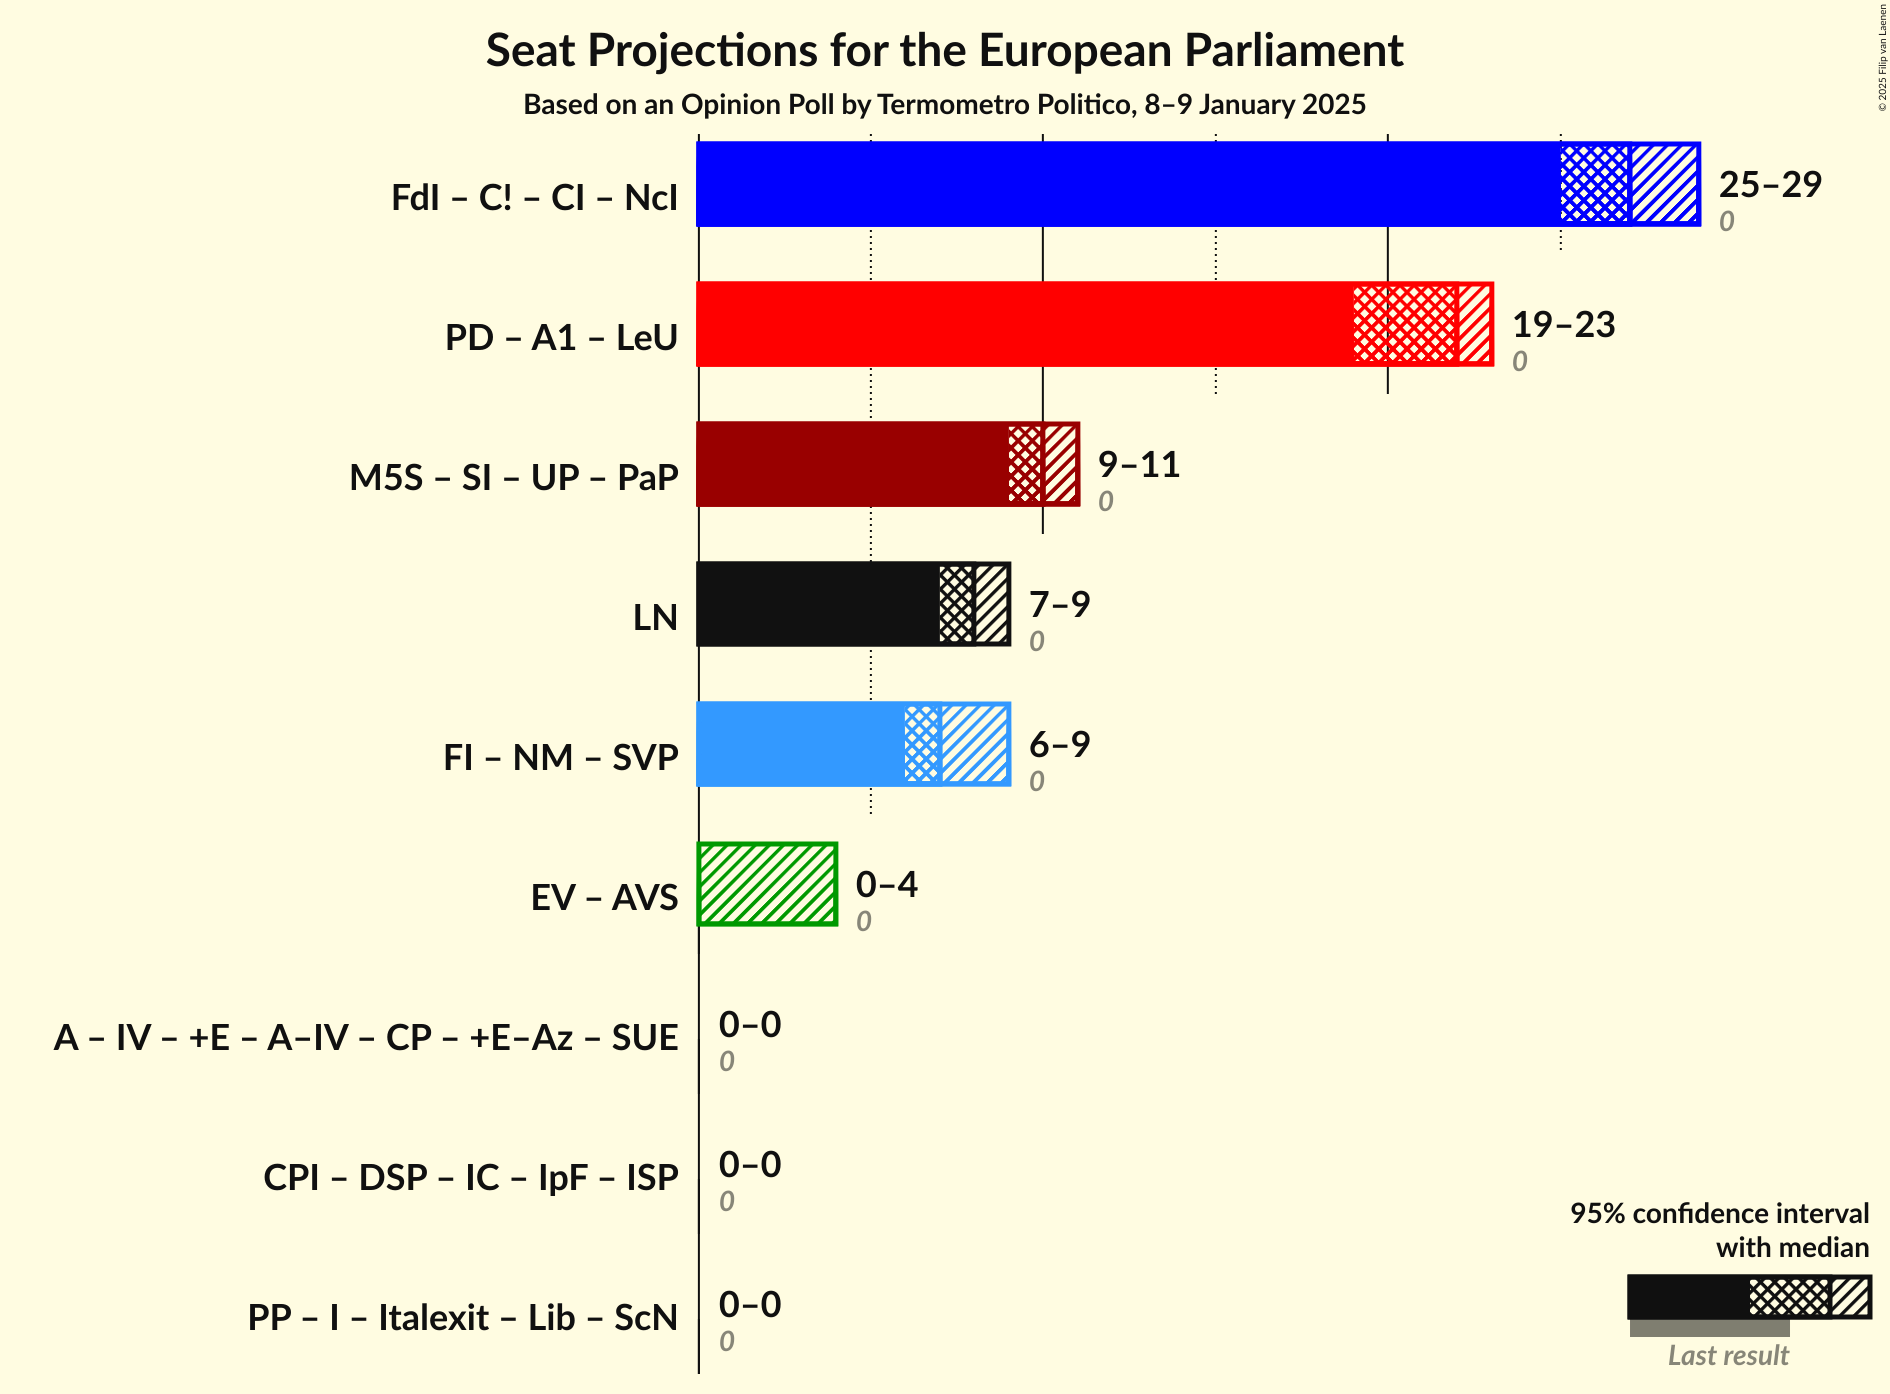 Seat Projections for the European Parliament
Based on an Opinion Poll by Termometro Politico, 8–9 January 2025
© 2025 Filip van Laenen
FdI – C! – CI – NcI
25–29
0
PD – A1 – LeU
19–23
0
M5S – SI – UP – PaP
9–11
0
LN
7–9
0
FI – NM – SVP
6–9
0
EV – AVS
0–4
0
A – IV – +E – A–IV – CP – +E–Az – SUE
0–0
0
CPI – DSP – IC – IpF – ISP
0–0
0
PP – I – Italexit – Lib – ScN
0–0
0
95% confidence interval
with median
Last result